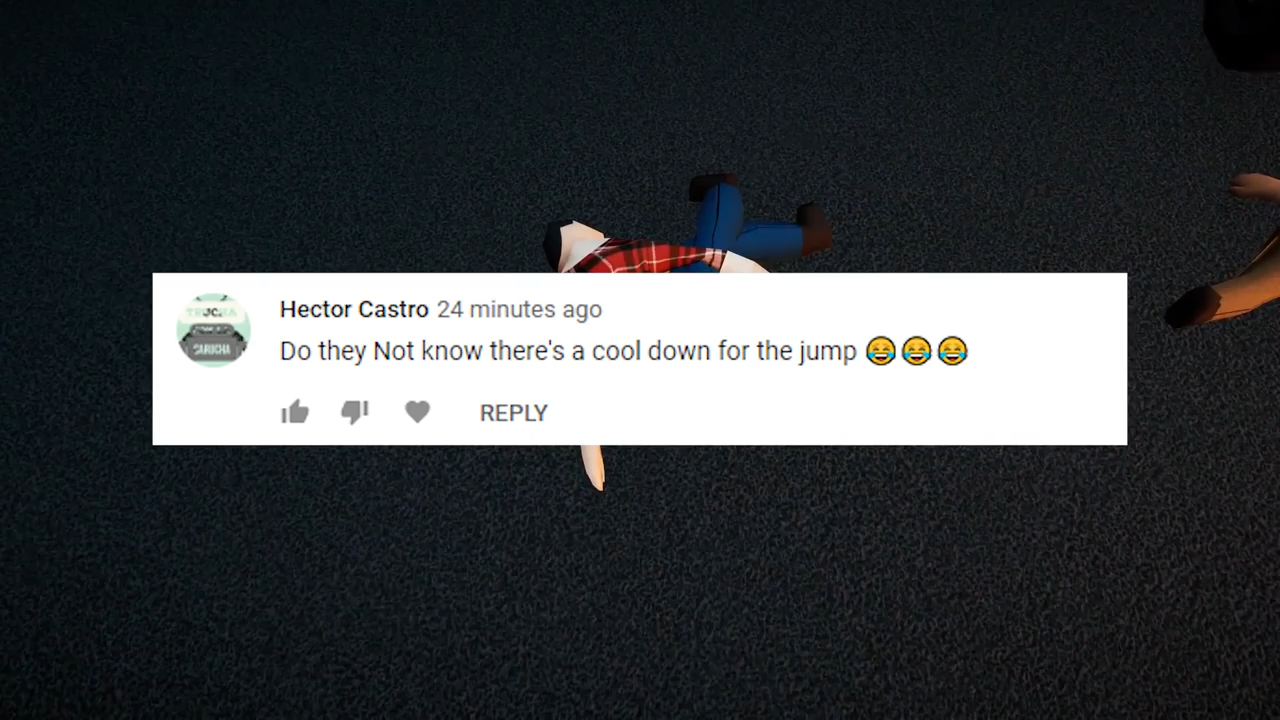 Hector Castro 24 minutes ago
Do they Not know there's a cool down for the jump 😂😂😂
REPLY